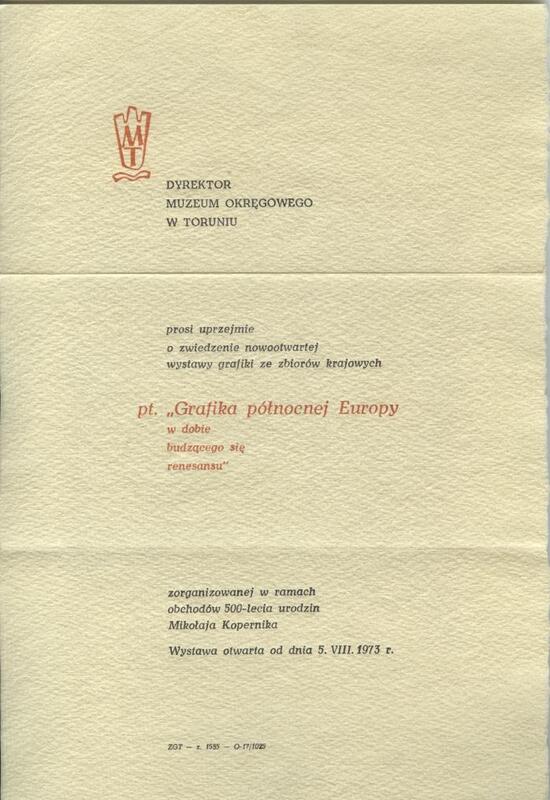 MT
DYREKTOR
MUZEUM OKRĘGOWEGO
W TORUNIU
prosi uprzejmie
o zwiedzenie nowootwartej
wystawy grafiki ze zbiorów krajowych
pt. „Grafika północnej Europy
w dobie
budzącego się
renesansu”
zorganizowanej w ramach
obchodów 500-lecia urodzin
Mikołaja Kopernika
Wystawa otwarta od dnia 5. VIII. 1973 r.
ZGT — z. 1535 — O-17/1025